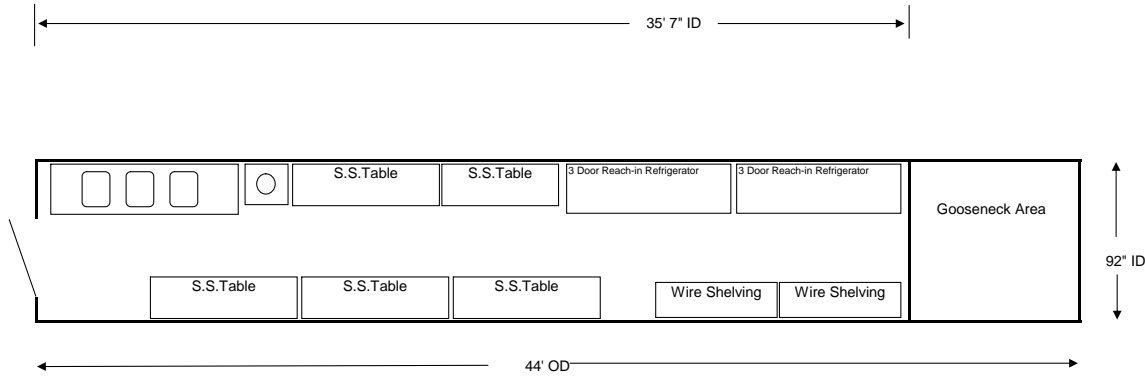 35' 7" ID
S.S.Table
S.S.Table
3 Door Reach-in Refrigerator
3 Door Reach-in Refrigerator
Gooseneck Area
92" ID
S.S.Table
S.S.Table
S.S.Table
Wire Shelving
Wire Shelving
44' OD